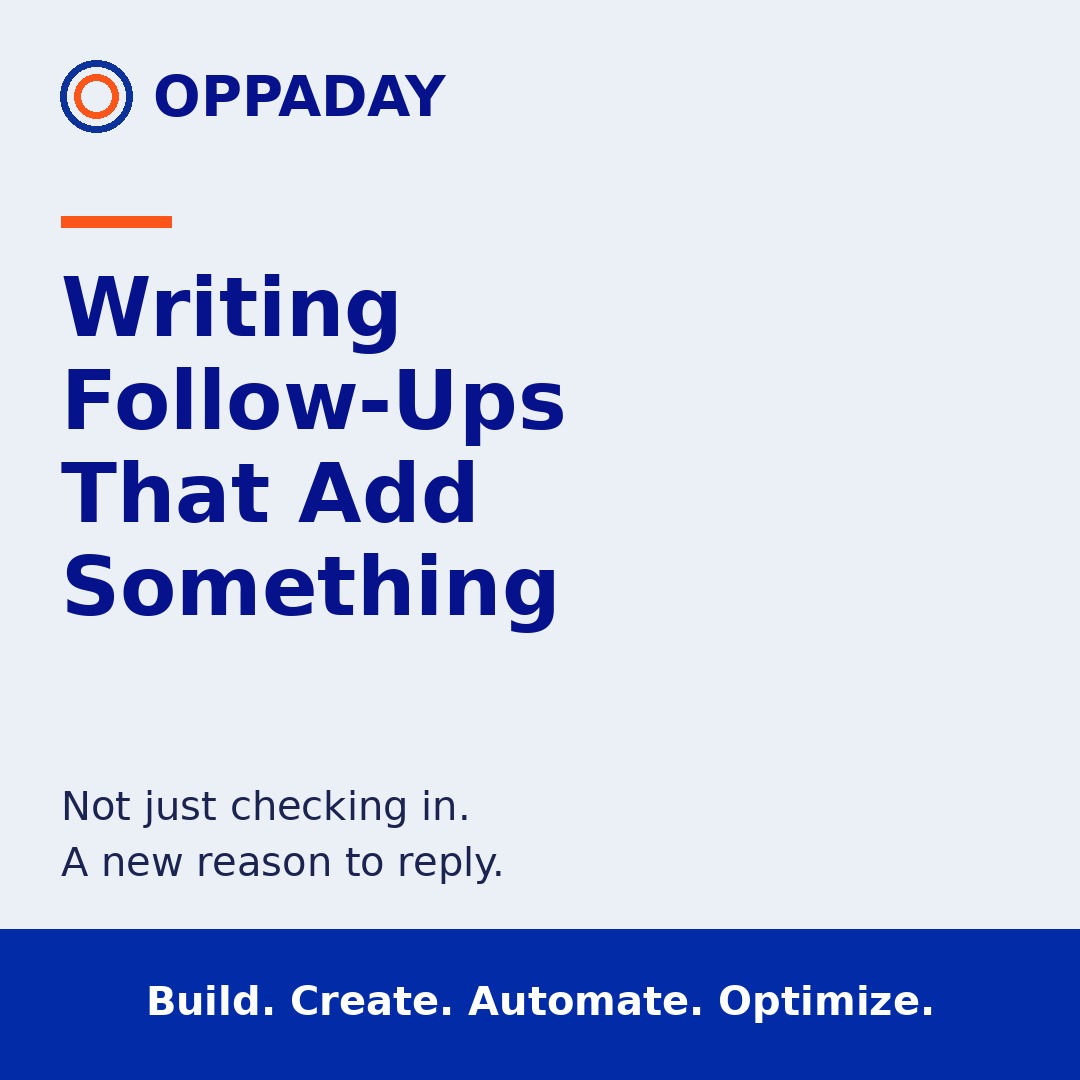 OPPADAY
Writing
Follow-Ups
That Add
Something
Not just checking in.
A new reason to reply.
Build. Create. Automate. Optimize.